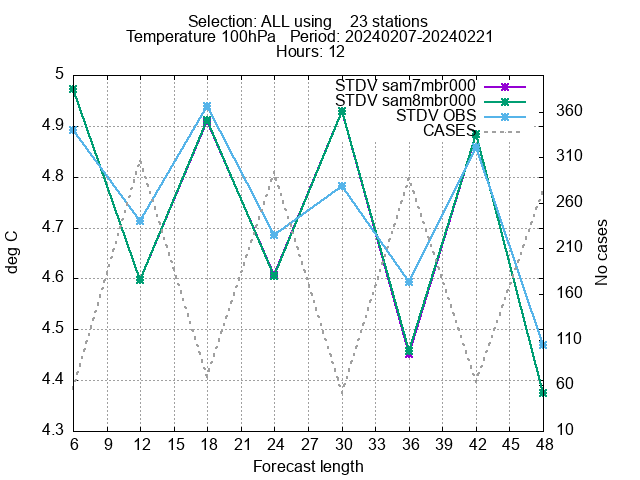 Selection: ALL using 23 stations
Temperature 100hPa Period: 20240207-20240221
Hours: 12
STDV sam7mbr000
STDV sam8mbr000
STDV OBS
CASES
deg C
5
4.9
4.8
4.7
4.6
4.5
4.4
4.3
360
310
260
210
160
110
60
10
No cases
6 12 18 21 24 27 30 33 36 39 42 45 48
Forecast length